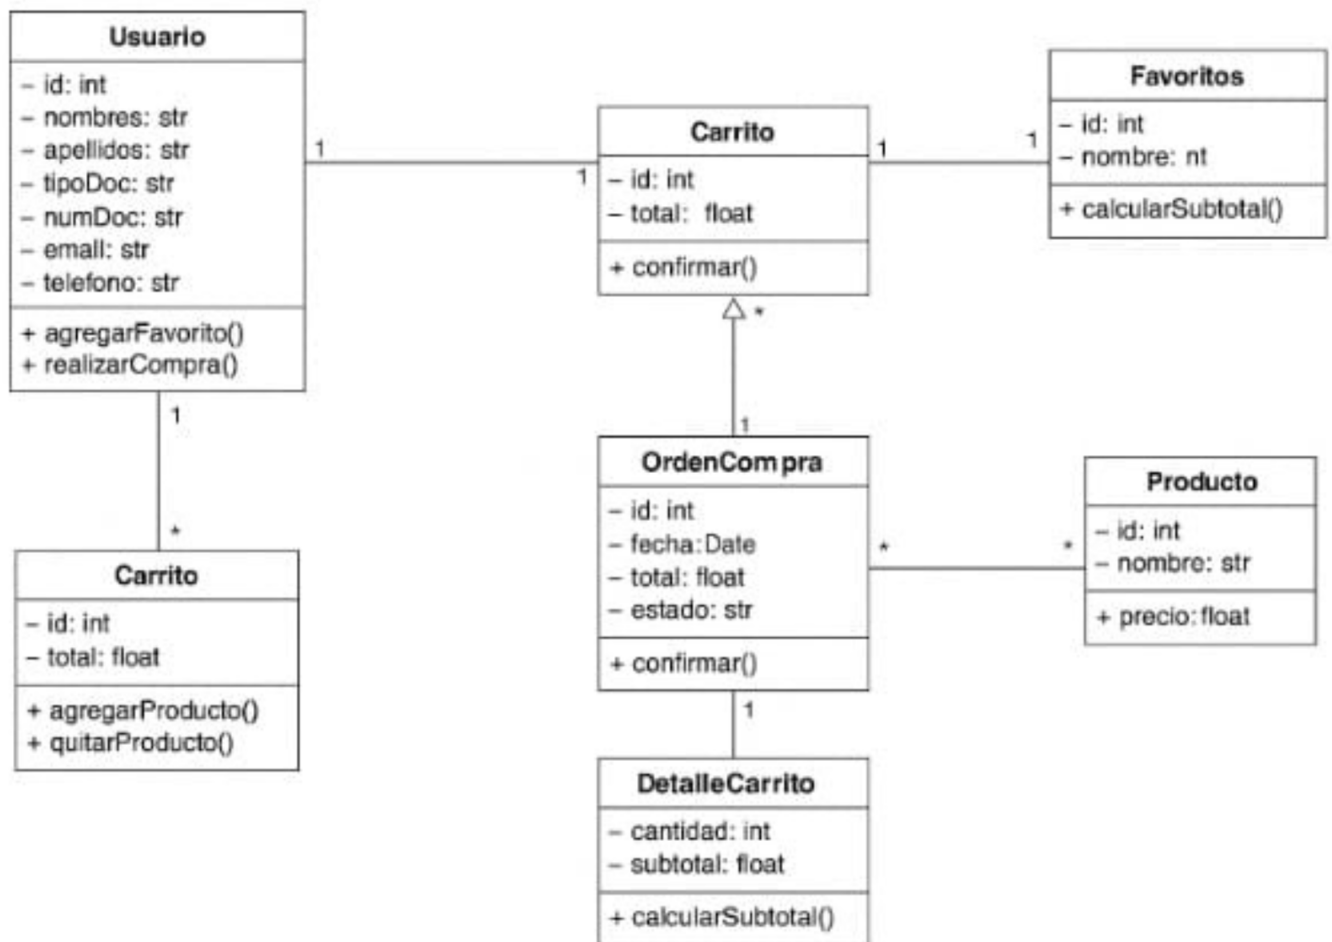 Usuario
– id: int
– nombres: str
– apellidos: str
– tipoDoc: str
– numDoc: str
– emall: str
– telefono: str
+ agregarFavorito()
+ realizarCompra()
1
1
Carrito
– id: int
– total: float
+ confirmar()
1
1
Favoritos
– id: int
– nombre: nt
+ calcularSubtotal()
1
*
Carrito
– id: int
– total: float
+ agregarProducto()
+ quitarProducto()
*
1
OrdenCompra
– id: int
– fecha:Date
– total: float
– estado: str
+ confirmar()
*
*
Producto
– id: int
– nombre: str
+ precio:float
1
DetalleCarrito
– cantidad: int
– subtotal: float
+ calcularSubtotal()